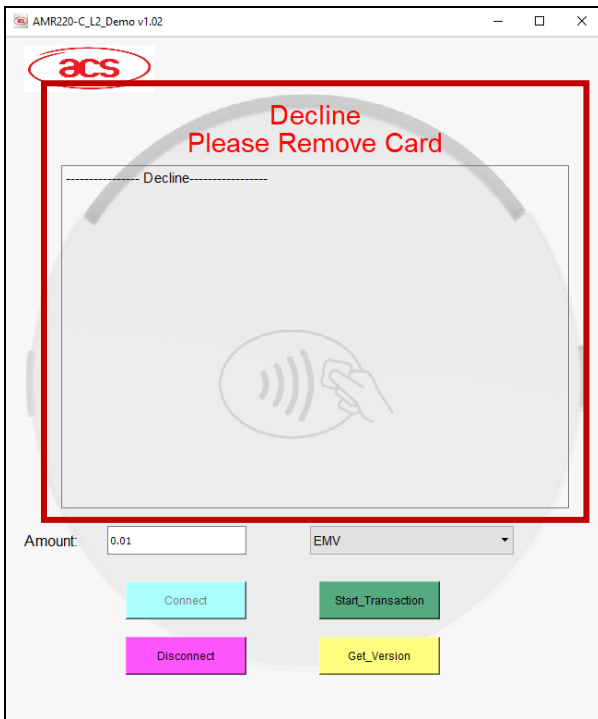 AMR220-C_L2_Demo v1.02
acs
Decline
Please Remove Card
---------------- Decline-----------------
Amount: 0.01 EMV
Connect Start_Transaction
Disconnect Get_Version